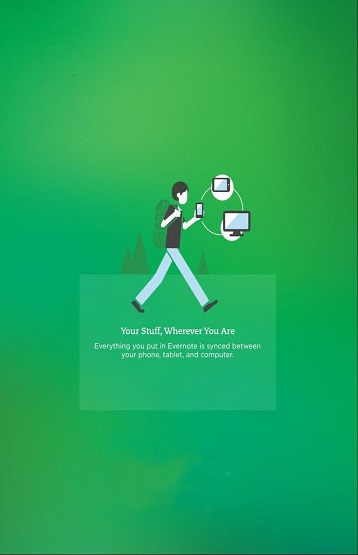 Your Stuff, Wherever You Are
Everything you put in Evernote is synced between
your phone, tablet, and computer.